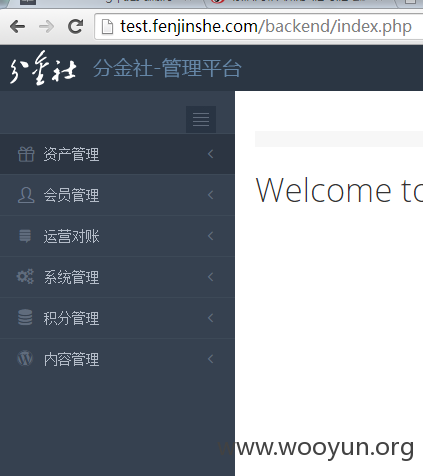 test.fenjinshe.com/backend/index.php
分金社 分金社-管理平台
资产管理
会员管理
运营对账
系统管理
积分管理
内容管理
Welcome to
www.wooyun.org